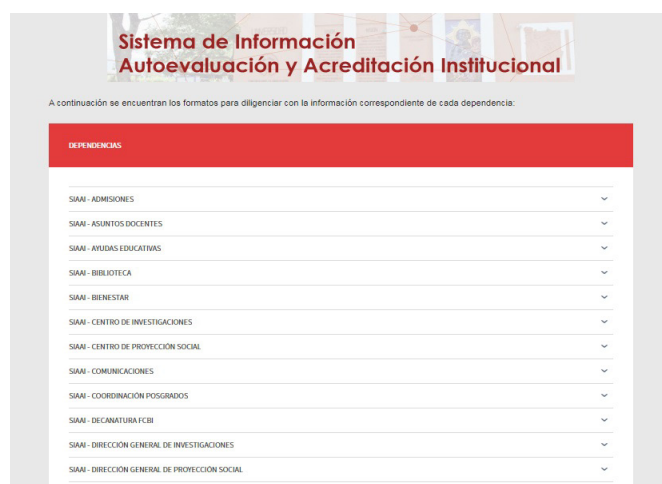 Sistema de Información
Autoevaluación y Acreditación Institucional
A continuación se encuentran los formatos para diligenciar con la información correspondiente de cada dependencia:
DEPENDENCIAS
SIAAI - ADMISIONES
SIAAI - ASUNTOS DOCENTES
SIAAI - AYUDAS EDUCATIVAS
SIAAI - BIBLIOTECA
SIAAI - BIENESTAR
SIAAI - CENTRO DE INVESTIGACIONES
SIAAI - CENTRO DE PROYECCIÓN SOCIAL
SIAAI - COMUNICACIONES
SIAAI - COORDINACIÓN POSGRADOS
SIAAI - DECANATURA FCBI
SIAAI - DIRECCIÓN GENERAL DE INVESTIGACIONES
SIAAI - DIRECCIÓN GENERAL DE PROYECCIÓN SOCIAL